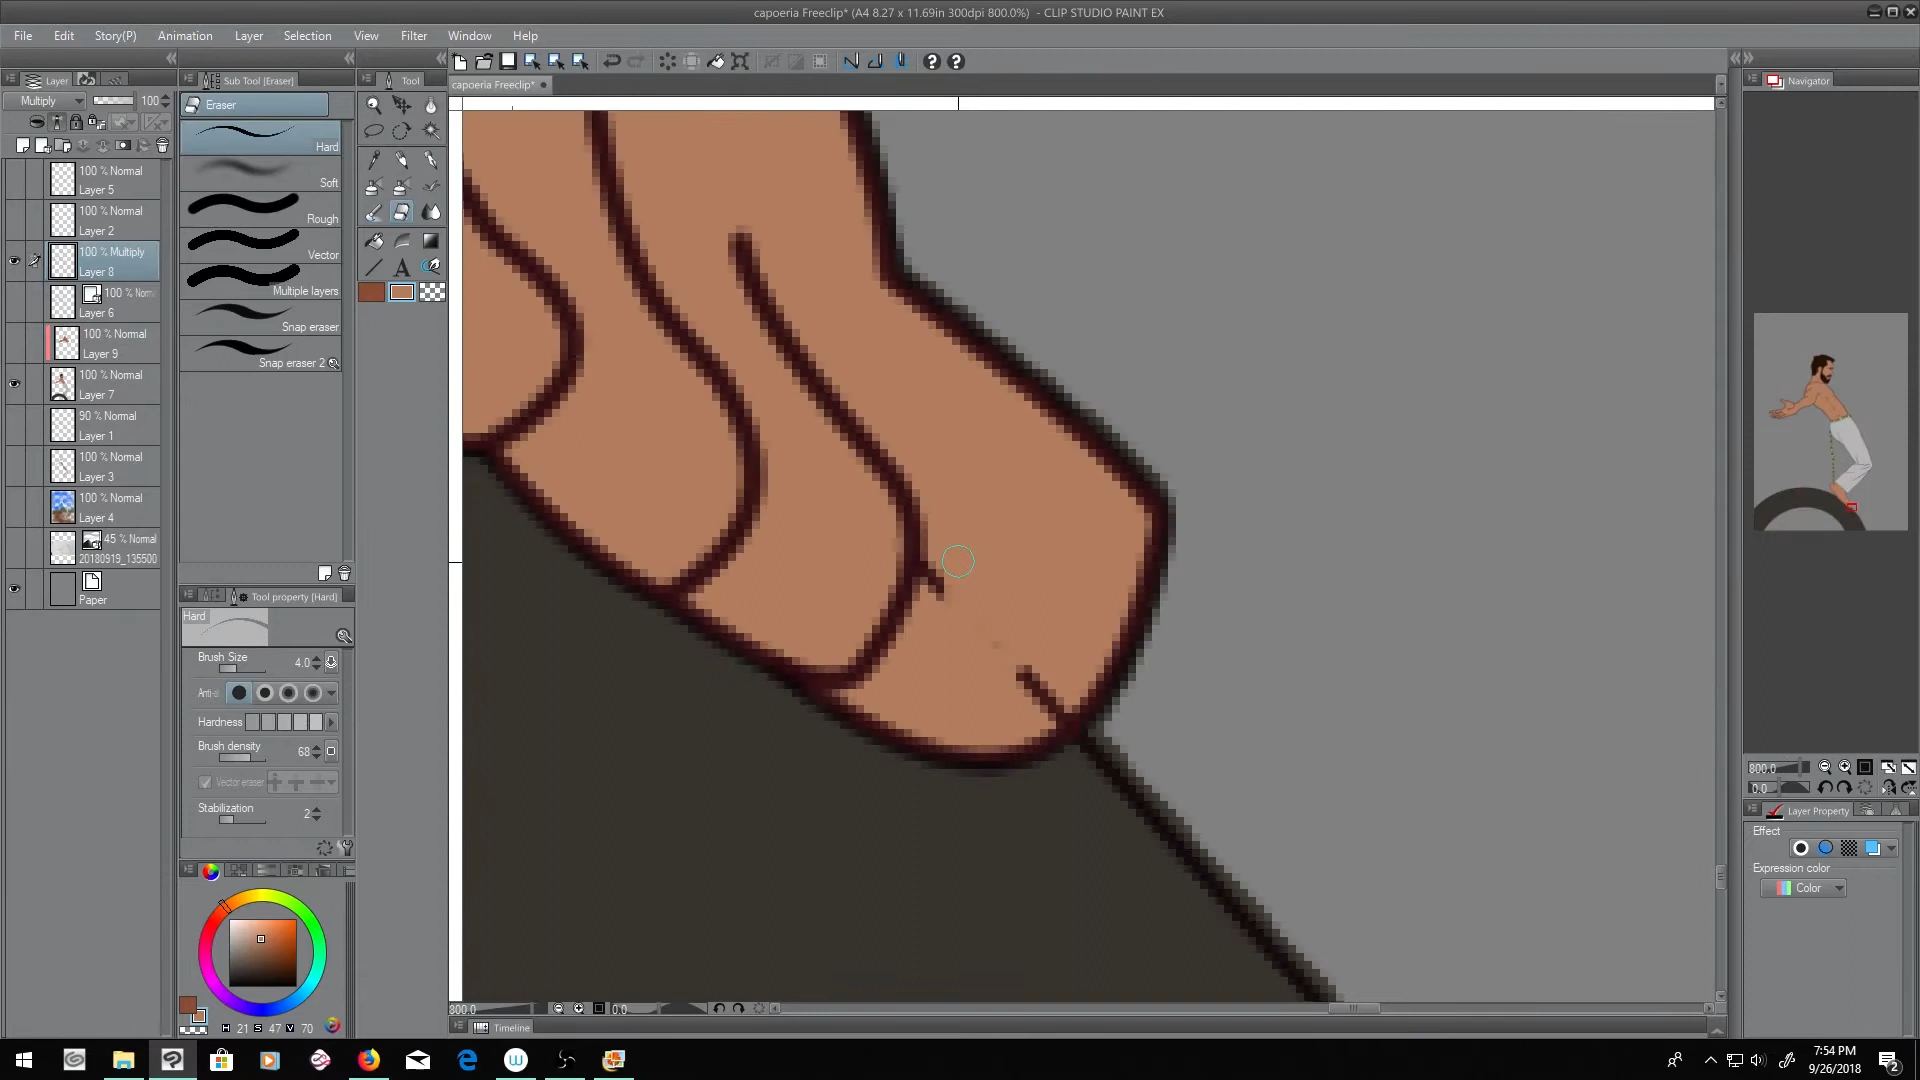 capoeria Freeclip* (A4 8.27 x 11.69in 300dpi 800.0%) - CLIP STUDIO PAINT EX
File Edit Story(P) Animation Layer Selection View Filter Window Help
Layer
Sub Tool [Eraser]
Tool
capoeria Freeclip*
Navigator
Multiply 100
Eraser
Hard
Soft
Rough
Vector
Multiple layers
Snap eraser
Snap eraser 2
100 % Normal
Layer 5
100 % Normal
Layer 2
100 % Multiply
Layer 8
100 % Norm
Layer 6
100 % Normal
Layer 9
100 % Normal
Layer 7
90 % Normal
Layer 1
100 % Normal
Layer 3
100 % Normal
Layer 4
45 % Normal
20180919_135500
Paper
Tool property [Hard]
Hard
Brush Size 4.0
Anti-a
Hardness
Brush density 68
Vector eraser
Stabilization 2
H 21 S 47 V 70
800.0 0.0
Timeline
800.0
0.0
Layer Property
Effect
Expression color
Color
7:54 PM
9/26/2018
2